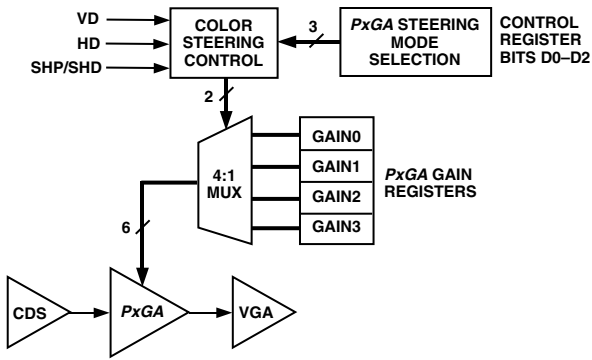 VD
HD
SHP/SHD
COLOR
STEERING
CONTROL
3
PxGA STEERING
MODE
SELECTION
CONTROL
REGISTER
BITS D0–D2
2
4:1
MUX
GAIN0
GAIN1
GAIN2
GAIN3
PxGA GAIN
REGISTERS
6
CDS
PxGA
VGA